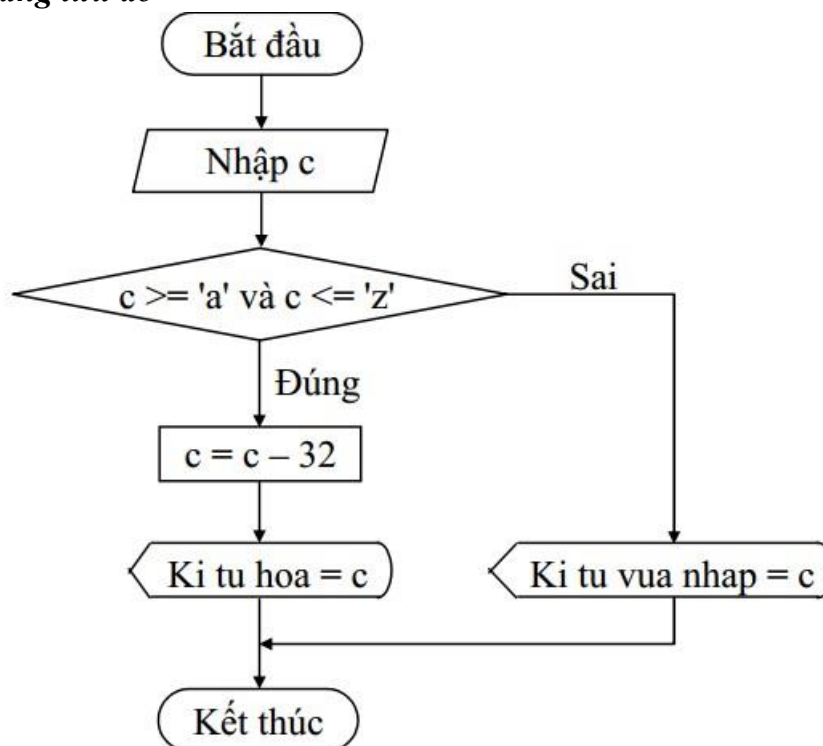 Bắt đầu
Nhập c
c >= 'a' và c <= 'z'
Sai
Đúng
c = c – 32
Ki tu hoa = c
Ki tu vua nhap = c
Kết thúc